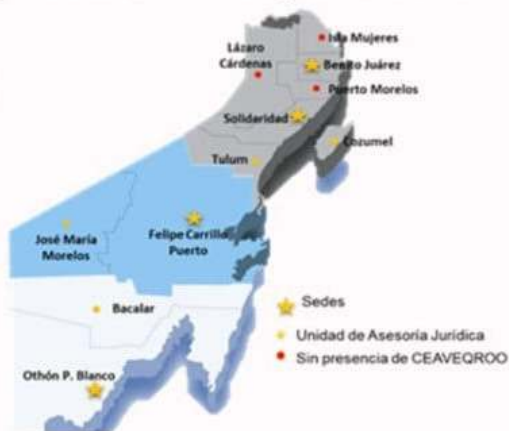 Isla Mujeres
Lázaro
Cárdenas
Benito Juárez
Puerto Morelos
Solidaridad
Cozumel
Tulum
José María
Morelos
Felipe Carrillo
Puerto
Bacalar
Othón P. Blanco
Sedes
Unidad de Asesoría Jurídica
Sin presencia de CEAVEQROO